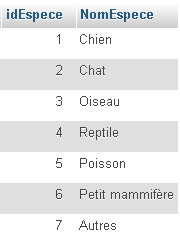 idEspece NomEspece
1 Chien
2 Chat
3 Oiseau
4 Reptile
5 Poisson
6 Petit mammifère
7 Autres